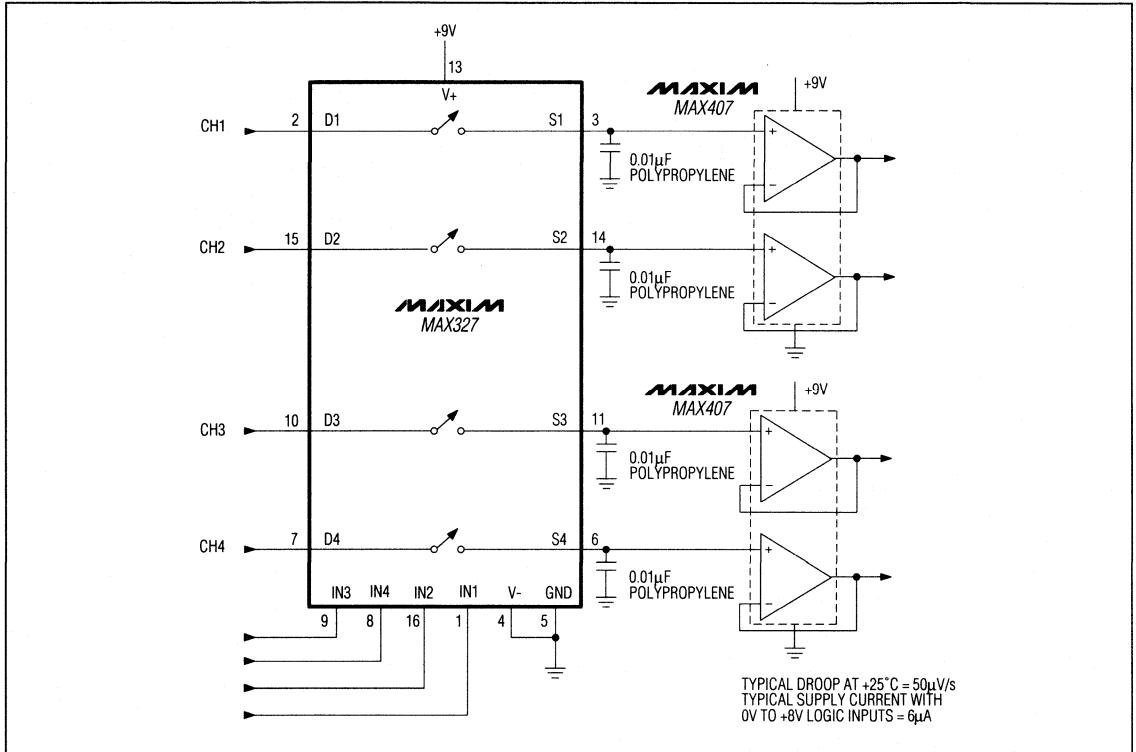 +9V
13
V+
MAXIM
MAX407
+9V
CH1
2
D1
S1
3
+
0.01µF
POLYPROPYLENE
−
CH2
15
D2
S2
14
+
0.01µF
POLYPROPYLENE
−
MAXIM
MAX327
MAXIM
MAX407
+9V
CH3
10
D3
S3
11
+
0.01µF
POLYPROPYLENE
−
CH4
7
D4
S4
6
+
0.01µF
POLYPROPYLENE
−
IN3 IN4 IN2 IN1 V- GND
9 8 16 1 4 5
TYPICAL DROOP AT +25°C = 50µV/s
TYPICAL SUPPLY CURRENT WITH
0V TO +8V LOGIC INPUTS = 6µA